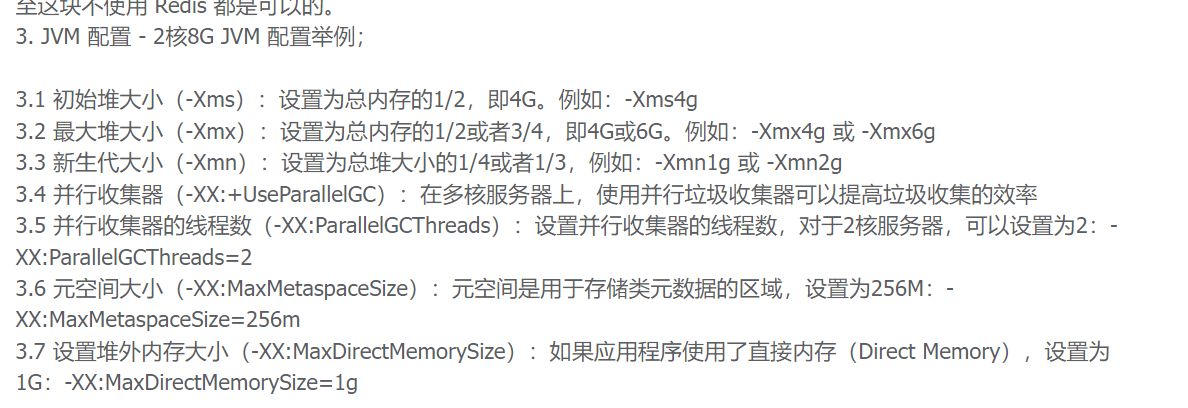 至这块不使用 Redis 都是可以的。
3. JVM 配置 - 2核8G JVM 配置举例；
3.1 初始堆大小（-Xms）：设置为总内存的1/2，即4G。例如：-Xms4g
3.2 最大堆大小（-Xmx）：设置为总内存的1/2或者3/4，即4G或6G。例如：-Xmx4g 或 -Xmx6g
3.3 新生代大小（-Xmn）：设置为总堆大小的1/4或者1/3，例如：-Xmn1g 或 -Xmn2g
3.4 并行收集器（-XX:+UseParallelGC）：在多核服务器上，使用并行垃圾收集器可以提高垃圾收集的效率
3.5 并行收集器的线程数（-XX:ParallelGCThreads）：设置并行收集器的线程数，对于2核服务器，可以设置为2：-
XX:ParallelGCThreads=2
3.6 元空间大小（-XX:MaxMetaspaceSize）：元空间是用于存储类元数据的区域，设置为256M：-
XX:MaxMetaspaceSize=256m
3.7 设置堆外内存大小（-XX:MaxDirectMemorySize）：如果应用程序使用了直接内存（Direct Memory），设置为
1G：-XX:MaxDirectMemorySize=1g